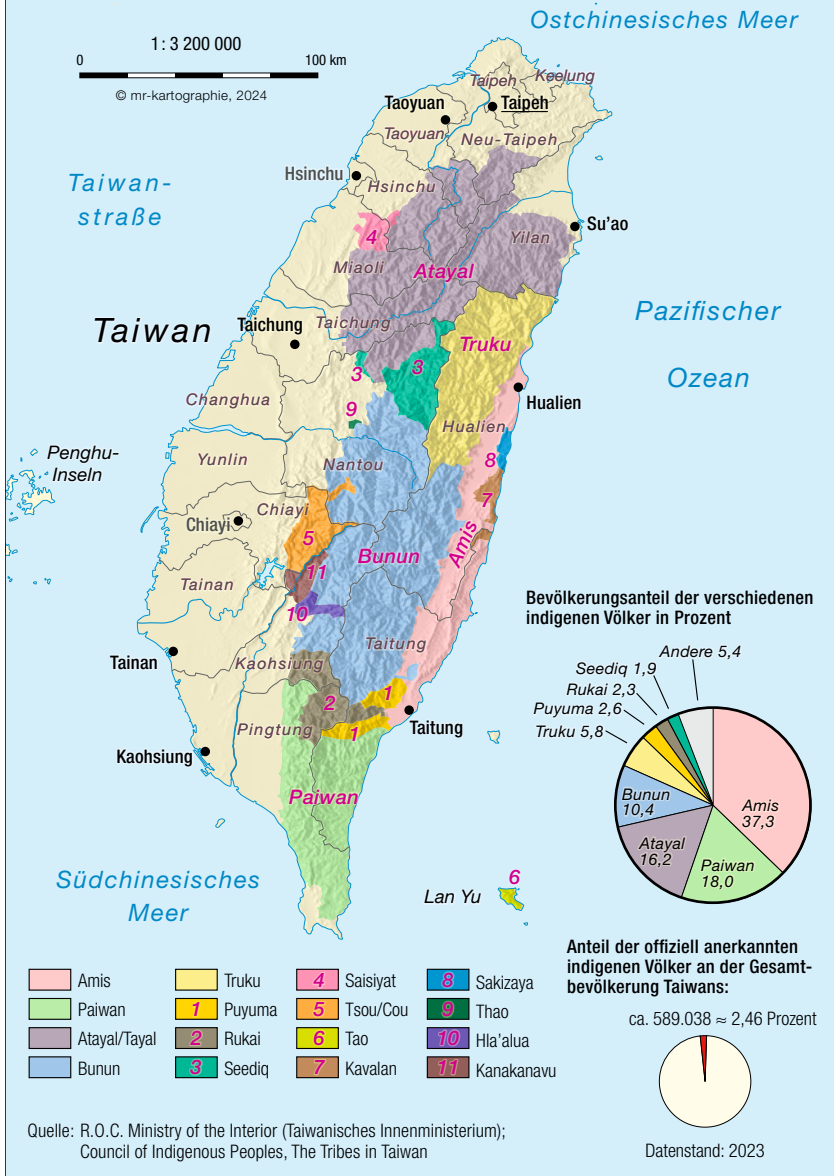 Ostchinesisches Meer
1 : 3 200 000
0
100 km
© mr-kartographie, 2024
Taipeh
Keelung
Taoyuan
Taipeh
Taoyuan
Neu-Taipeh
Hsinchu
Hsinchu
Taiwan-
straße
Su'ao
4
Yilan
Miaoli
Atayal
Pazifischer
Ozean
Taiwan
Taichung
Taichung
Truku
3
3
Hualien
Changhua
9
Hualien
Penghu-
Inseln
Yunlin
Nantou
8
7
Chiayi
Chiayi
5
Amis
Bunun
11
Tainan
10
Taitung
Tainan
Kaohsiung
1
2
Pingtung
1
Taitung
Kaohsiung
Paiwan
6
Lan Yu
Südchinesisches
Meer
Bevölkerungsanteil der verschiedenen
indigenen Völker in Prozent
Andere 5,4
Seediq 1,9
Rukai 2,3
Puyuma 2,6
Truku 5,8
Bunun
10,4
Amis
37,3
Atayal
16,2
Paiwan
18,0
Anteil der offiziell anerkannten
indigenen Völker an der Gesamt-
bevölkerung Taiwans:
ca. 589.038 ≈ 2,46 Prozent
Datenstand: 2023
Amis
Paiwan
Atayal/Tayal
Bunun
Truku
1 Puyuma
2 Rukai
3 Seediq
4 Saisiyat
5 Tsou/Cou
6 Tao
7 Kavalan
8 Sakizaya
9 Thao
10 Hla'alua
11 Kanakanavu
Quelle: R.O.C. Ministry of the Interior (Taiwanisches Innenministerium);
Council of Indigenous Peoples, The Tribes in Taiwan